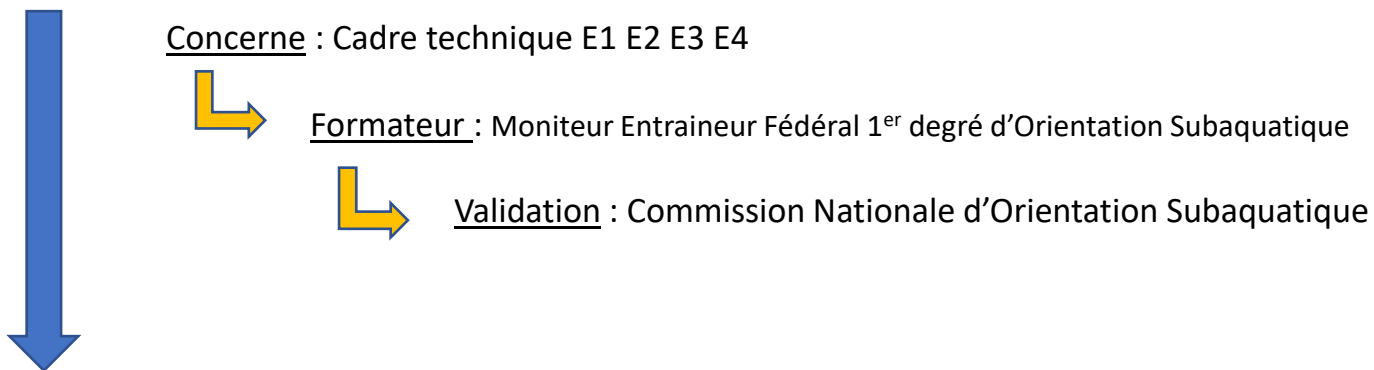 Concerne : Cadre technique E1 E2 E3 E4
Formateur : Moniteur Entraineur Fédéral 1er degré d’Orientation Subaquatique
Validation : Commission Nationale d’Orientation Subaquatique